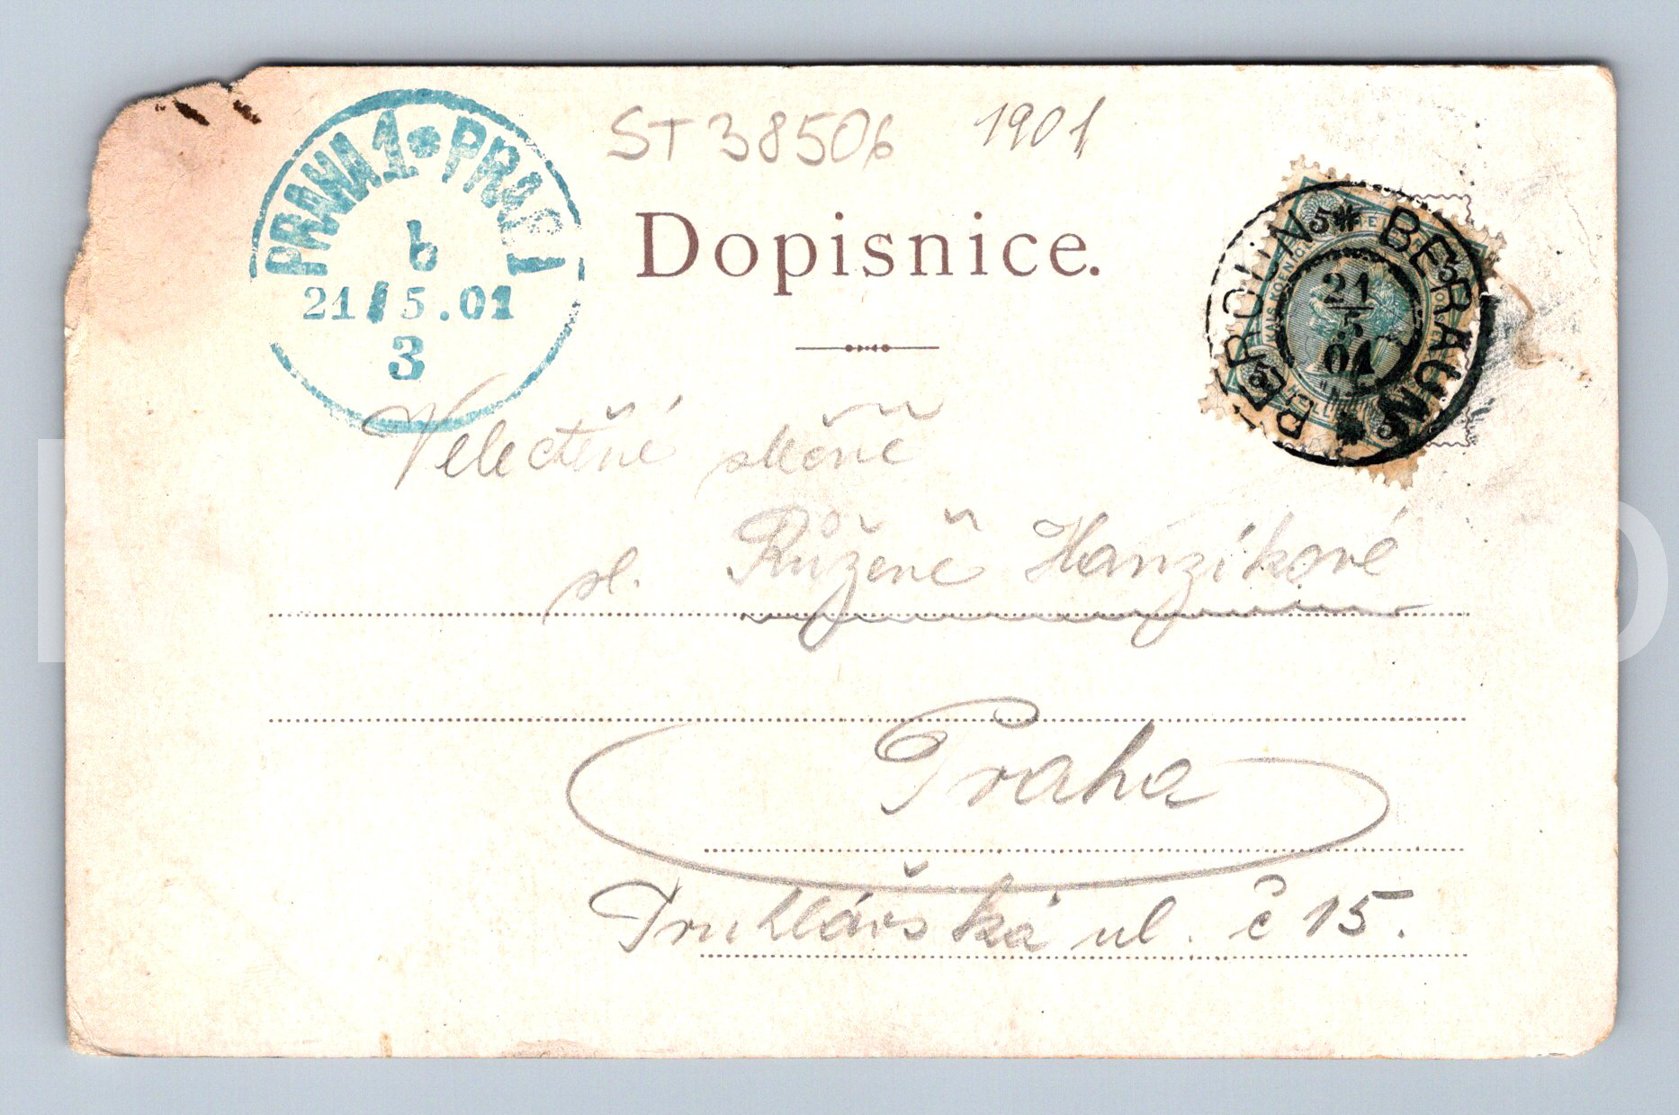 ST 38506 1901
PRAHA 1 * PRAG 1
b
21/5.01
3
Dopisnice.
BEROUN * BERAUN *
21
5
01
Velectěné slečně
sl. Růženě Hanzíkové
Praha
Truhlářská ul. č 15.